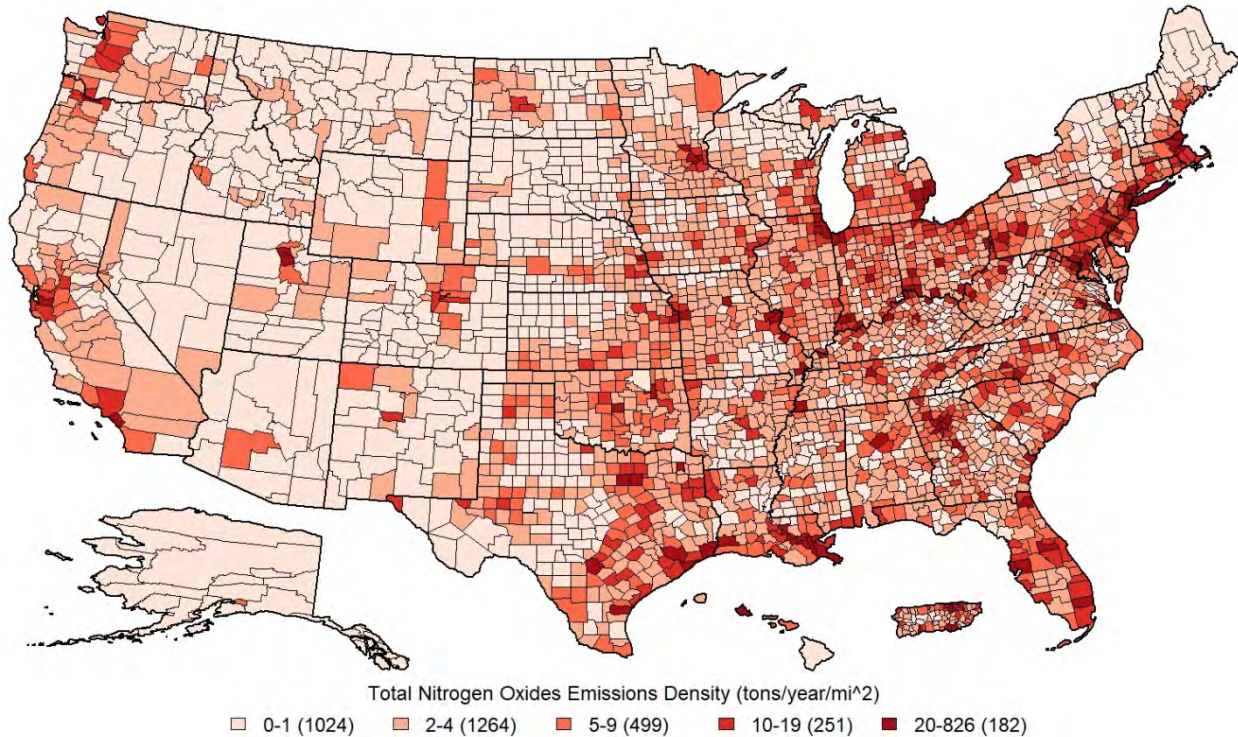 Total Nitrogen Oxides Emissions Density (tons/year/mi^2)
0-1 (1024) 2-4 (1264) 5-9 (499) 10-19 (251) 20-826 (182)